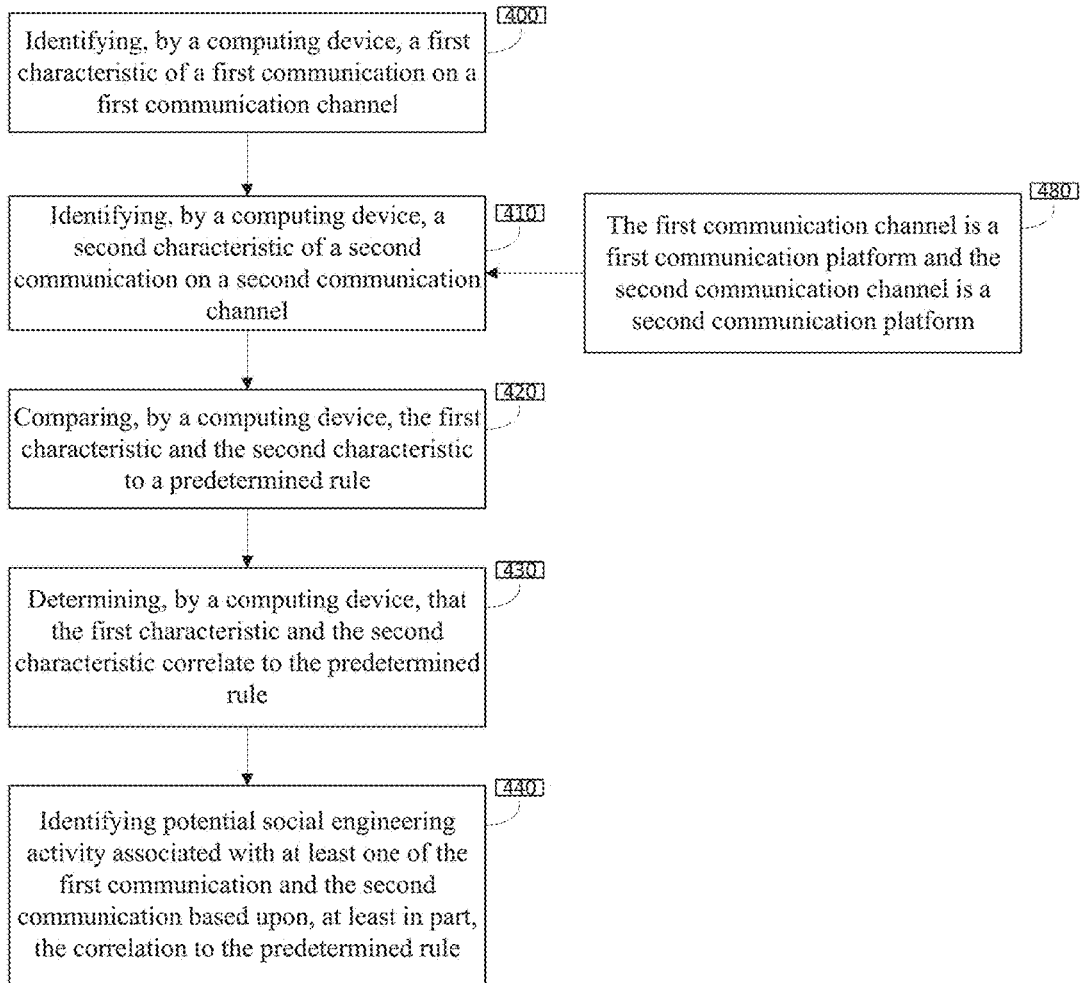 400
Identifying, by a computing device, a first
characteristic of a first communication on a
first communication channel
410
Identifying, by a computing device, a
second characteristic of a second
communication on a second communication
channel
480
The first communication channel is a
first communication platform and the
second communication channel is a
second communication platform
420
Comparing, by a computing device, the first
characteristic and the second characteristic
to a predetermined rule
430
Determining, by a computing device, that
the first characteristic and the second
characteristic correlate to the predetermined
rule
440
Identifying potential social engineering
activity associated with at least one of the
first communication and the second
communication based upon, at least in part,
the correlation to the predetermined rule